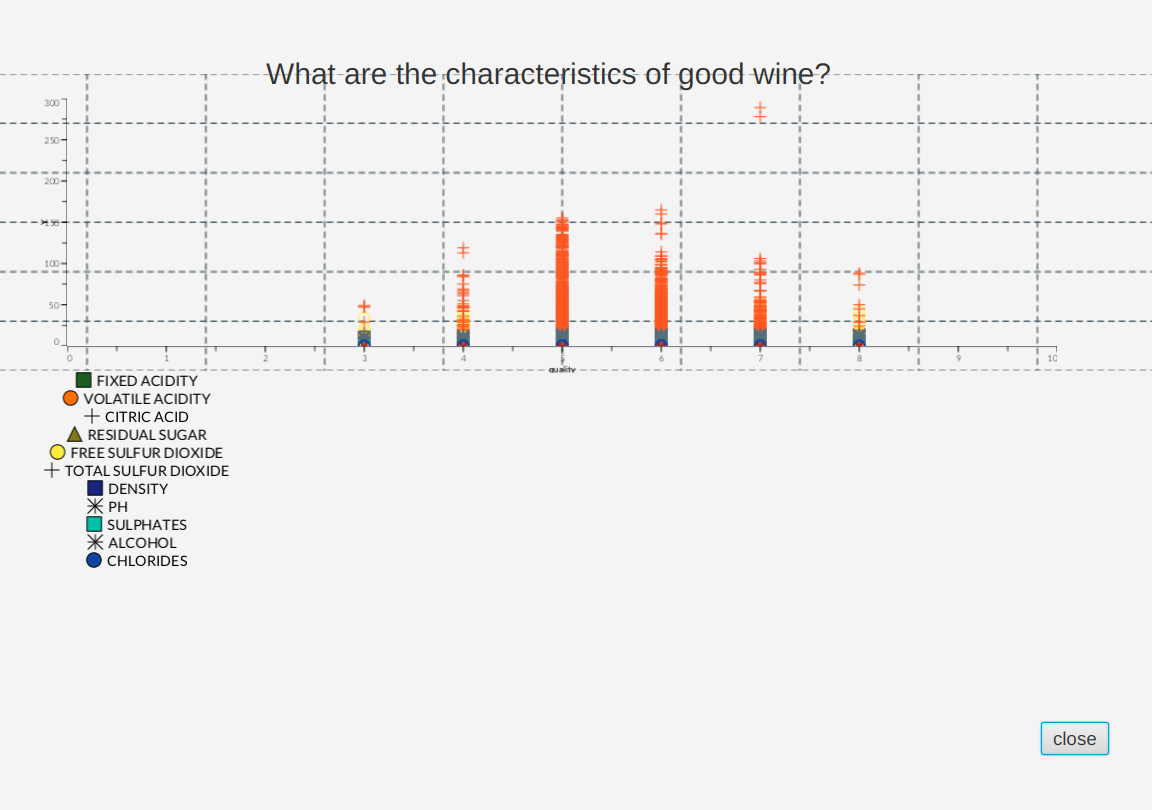 What are the characteristics of good wine?
300
250
200
150
100
50
0
0 1 2 3 4 5 6 7 8 9 10
quality
FIXED ACIDITY
VOLATILE ACIDITY
CITRIC ACID
RESIDUAL SUGAR
FREE SULFUR DIOXIDE
TOTAL SULFUR DIOXIDE
DENSITY
PH
SULPHATES
ALCOHOL
CHLORIDES
close